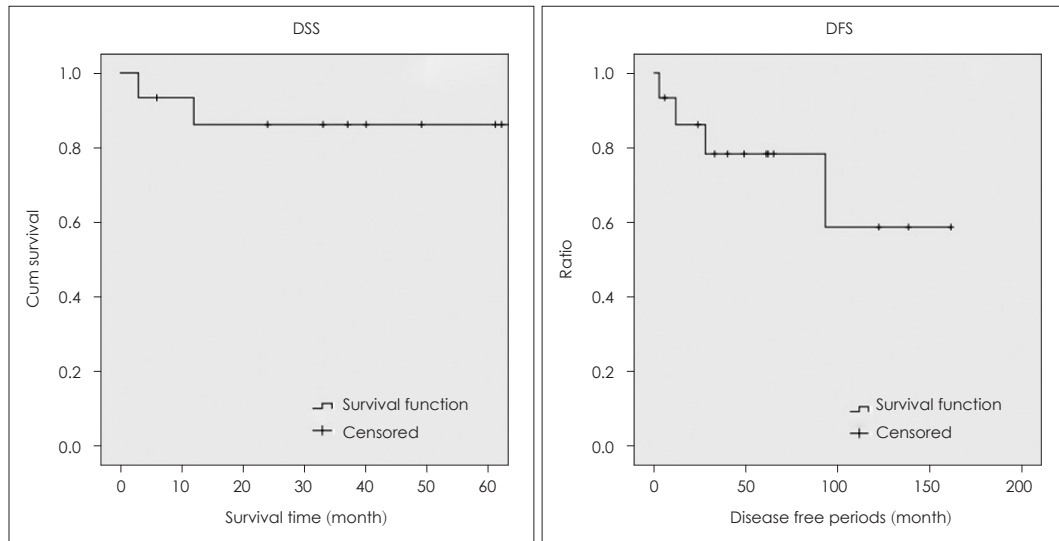 DSS
1.0
0.8
0.6
0.4
0.2
0.0
Cum survival
Survival function
Censored
0 10 20 30 40 50 60
Survival time (month)
DFS
1.0
0.8
0.6
0.4
0.2
0.0
Ratio
Survival function
Censored
0 50 100 150 200
Disease free periods (month)